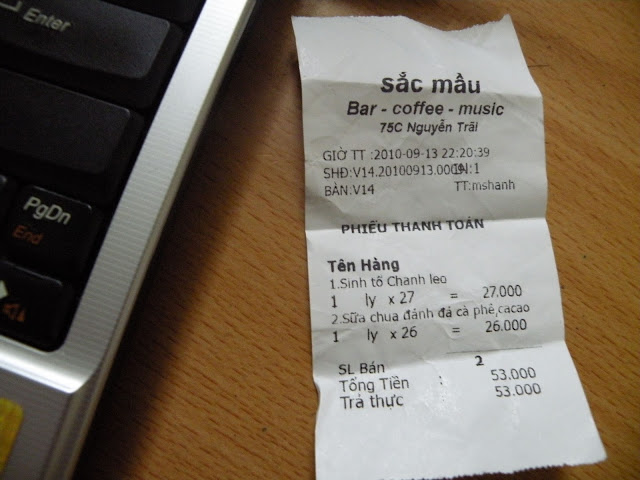 Enter
PgDn
End
sắc mầu
Bar - coffee - music
75C Nguyễn Trãi
GIỜ TT :2010-09-13 22:20:39
SHĐ:V14.20100913.0009 IN:1
BÀN:V14 TT:mshanh
PHIẾU THANH TOÁN
Tên Hàng
1.Sinh tố Chanh leo
1 ly x 27 = 27.000
2.Sữa chua đánh đá cà phê,cacao
1 ly x 26 = 26.000
SL Bán 2
Tổng Tiền : 53.000
Trả thực 53.000